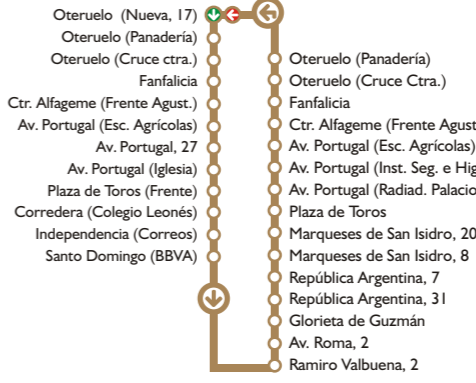 Oteruelo (Nueva, 17)
Oteruelo (Panadería)
Oteruelo (Cruce ctra.)
Fanfalicia
Ctr. Alfageme (Frente Agust.)
Av. Portugal (Esc. Agrícolas)
Av. Portugal, 27
Av. Portugal (Iglesia)
Plaza de Toros (Frente)
Corredera (Colegio Leonés)
Independencia (Correos)
Santo Domingo (BBVA)
Oteruelo (Panadería)
Oteruelo (Cruce Ctra.)
Fanfalicia
Ctr. Alfageme (Frente Agust
Av. Portugal (Esc. Agrícolas)
Av. Portugal (Inst. Seg. e Hig
Av. Portugal (Radiad. Palacio
Plaza de Toros
Marqueses de San Isidro, 20
Marqueses de San Isidro, 8
República Argentina, 7
República Argentina, 31
Glorieta de Guzmán
Av. Roma, 2
Ramiro Valbuena, 2